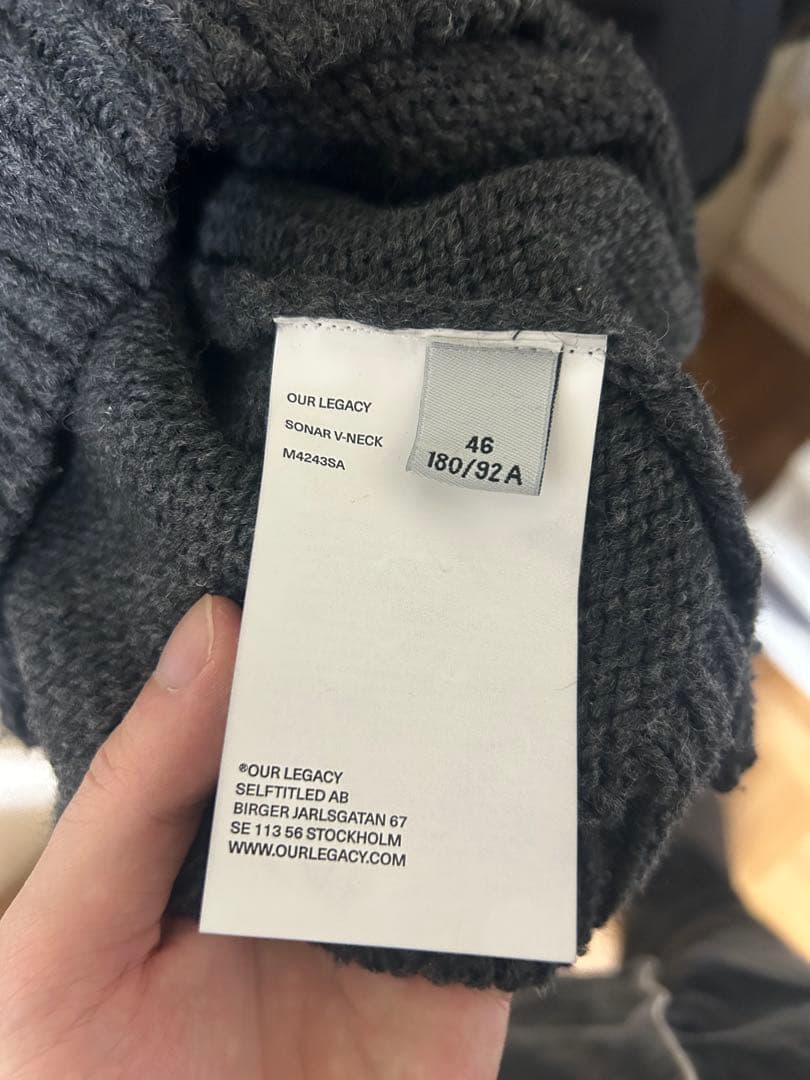 OUR LEGACY
SONAR V-NECK
M4243SA
46
180/92 A
®OUR LEGACY
SELFTITLED AB
BIRGER JARLSGATAN 67
SE 113 56 STOCKHOLM
WWW.OURLEGACY.COM